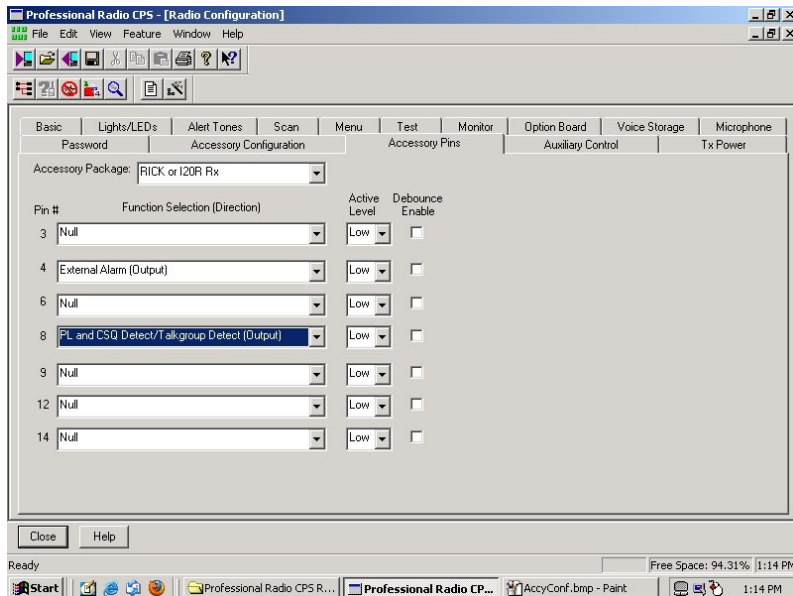 Professional Radio CPS - [Radio Configuration]
File Edit View Feature Window Help
Basic Lights/LEDs Alert Tones Scan Menu Test Monitor Option Board Voice Storage Microphone
Password Accessory Configuration Accessory Pins Auxiliary Control Tx Power
Accessory Package: RICK or I20R Rx
Pin # Function Selection (Direction) Active Level Debounce Enable
3 Null Low
4 External Alarm (Output) Low
6 Null Low
8 PL and CSQ Detect/Talkgroup Detect (Output) Low
9 Null Low
12 Null Low
14 Null Low
Close Help
Ready Free Space: 94.31% 1:14 PM
Start Professional Radio CPS R... Professional Radio CP... AccyConf.bmp - Paint 1:14 PM